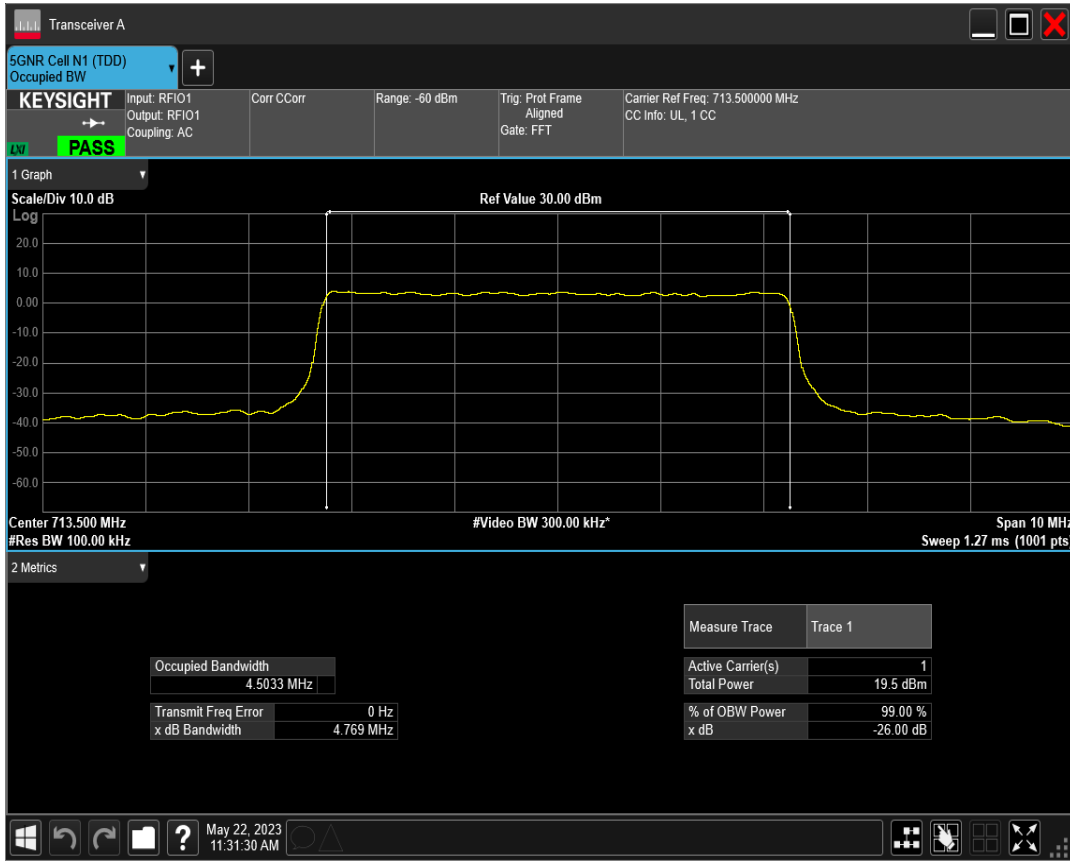 Transceiver A
5GNR Cell N1 (TDD)
Occupied BW
+
KEYSIGHT
LXI
PASS
Input: RFIO1
Output: RFIO1
Coupling: AC
Corr CCorr
Range: -60 dBm
Trig: Prot Frame
Aligned
Gate: FFT
Carrier Ref Freq: 713.500000 MHz
CC Info: UL, 1 CC
1 Graph
Scale/Div 10.0 dB
Ref Value 30.00 dBm
Log
20.0
10.0
0.00
-10.0
-20.0
-30.0
-40.0
-50.0
-60.0
Center 713.500 MHz
#Video BW 300.00 kHz*
Span 10 MHz
#Res BW 100.00 kHz
Sweep 1.27 ms (1001 pts)
2 Metrics
Measure Trace Trace 1
Occupied Bandwidth
4.5033 MHz
Active Carrier(s) 1
Total Power 19.5 dBm
Transmit Freq Error 0 Hz
x dB Bandwidth 4.769 MHz
% of OBW Power 99.00 %
x dB -26.00 dB
?
May 22, 2023
11:31:30 AM